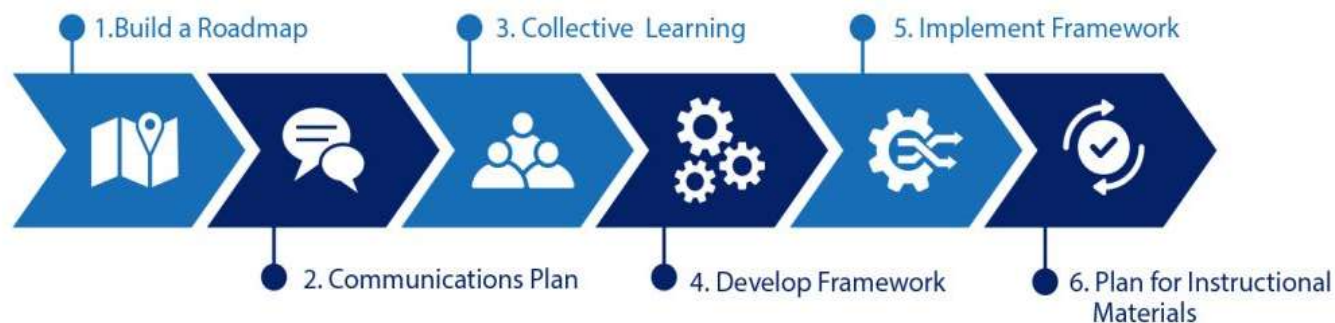 1.Build a Roadmap
2. Communications Plan
3. Collective Learning
4. Develop Framework
5. Implement Framework
6. Plan for Instructional
Materials